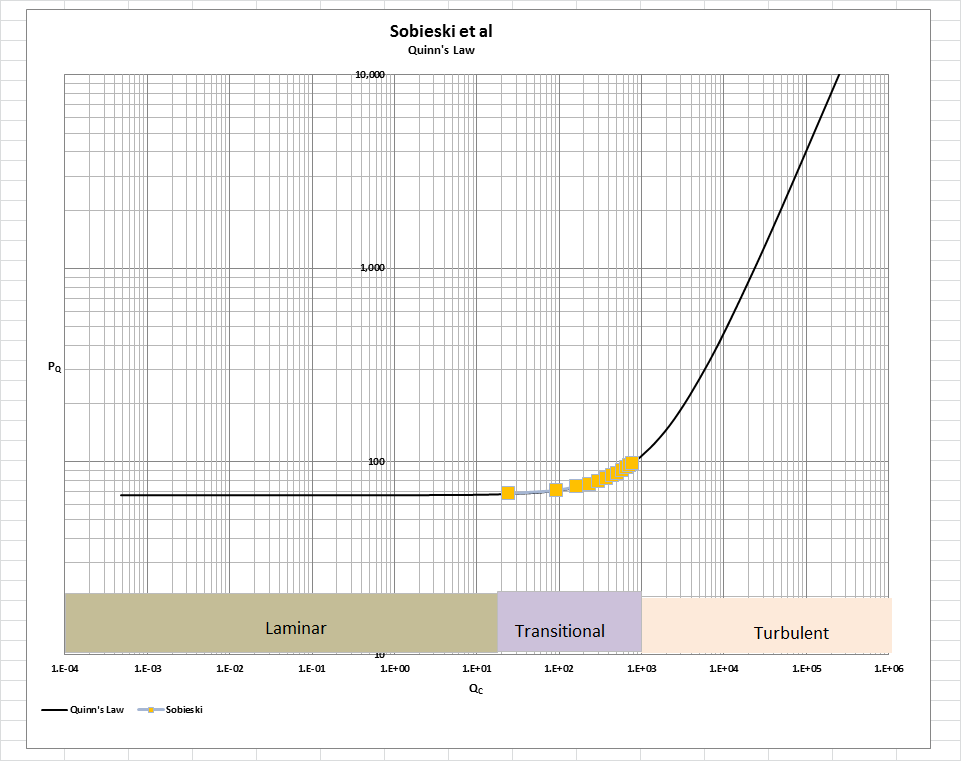 Sobieski et al
Quinn's Law
10,000
1,000
PQ
100
Laminar
Transitional
Turbulent
10
1.E-04 1.E-03 1.E-02 1.E-01 1.E+00 1.E+01 1.E+02 1.E+03 1.E+04 1.E+05 1.E+06
QC
Quinn's Law Sobieski